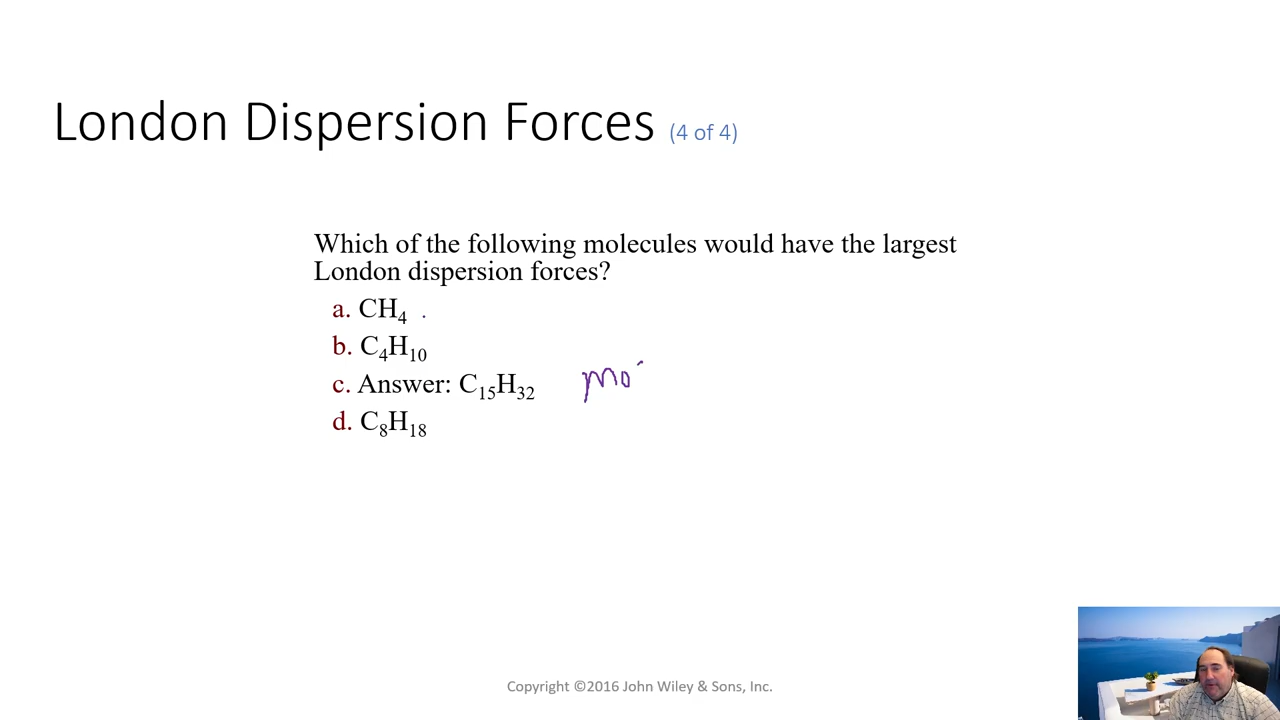 London Dispersion Forces (4 of 4)
Which of the following molecules would have the largest
London dispersion forces?
a. CH₄ .
b. C₄H₁₀
c. Answer: C₁₅H₃₂ mo
d. C₈H₁₈
Copyright ©2016 John Wiley & Sons, Inc.